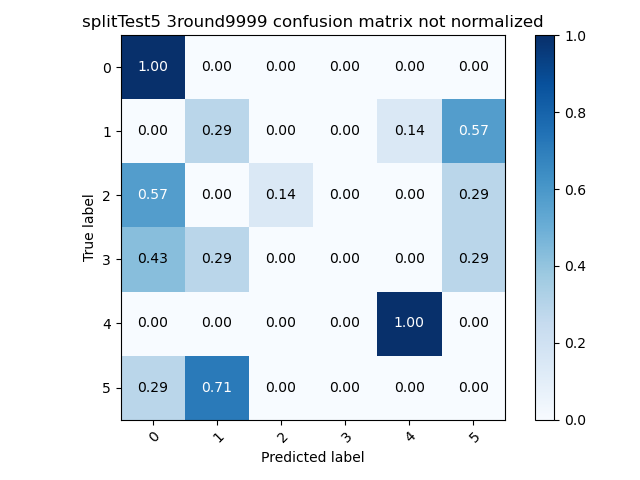 splitTest5 3round9999 confusion matrix not normalized
0 1.00 0.00 0.00 0.00 0.00 0.00
1 0.00 0.29 0.00 0.00 0.14 0.57
2 0.57 0.00 0.14 0.00 0.00 0.29
3 0.43 0.29 0.00 0.00 0.00 0.29
4 0.00 0.00 0.00 0.00 1.00 0.00
5 0.29 0.71 0.00 0.00 0.00 0.00
0 1 2 3 4 5
True label
Predicted label
1.0
0.8
0.6
0.4
0.2
0.0